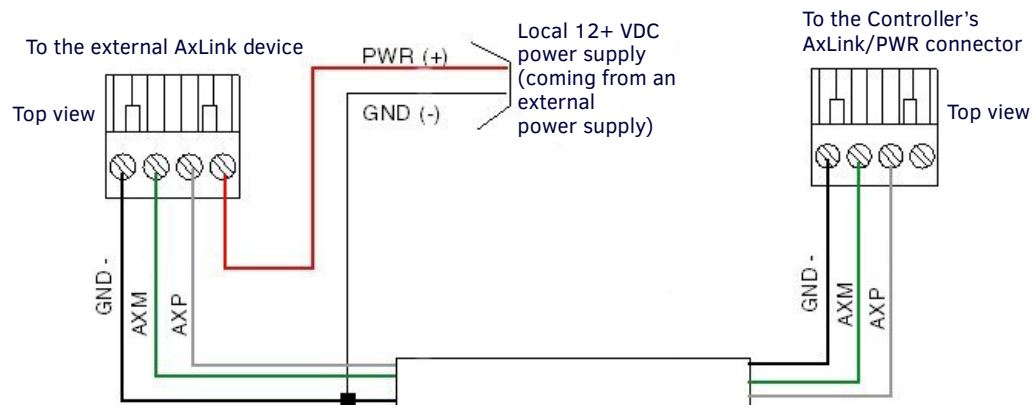 To the external AxLink device
Top view
PWR (+)
GND (-)
Local 12+ VDC
power supply
(coming from an
external
power supply)
To the Controller's
AxLink/PWR connector
Top view
GND -
AXM
AXP
GND -
AXM
AXP